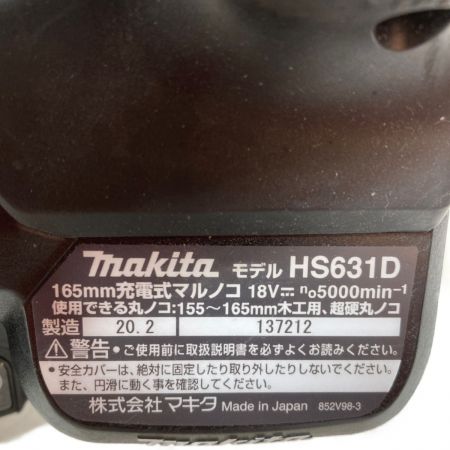 makita モデル HS631D
165mm充電式マルノコ 18V⎓ n₀5000min⁻¹
使用できる丸ノコ:155～165mm木工用、超硬丸ノコ
製造 20. 2 137212
⚠警告 ●ご使用前に取扱説明書を必ずよくお読みください。
●安全カバーは、絶対に固定したり取り外したりしないでください。
また、円滑に動く事を確認してください。
株式会社 マキタ Made in Japan 852V98-3
makita